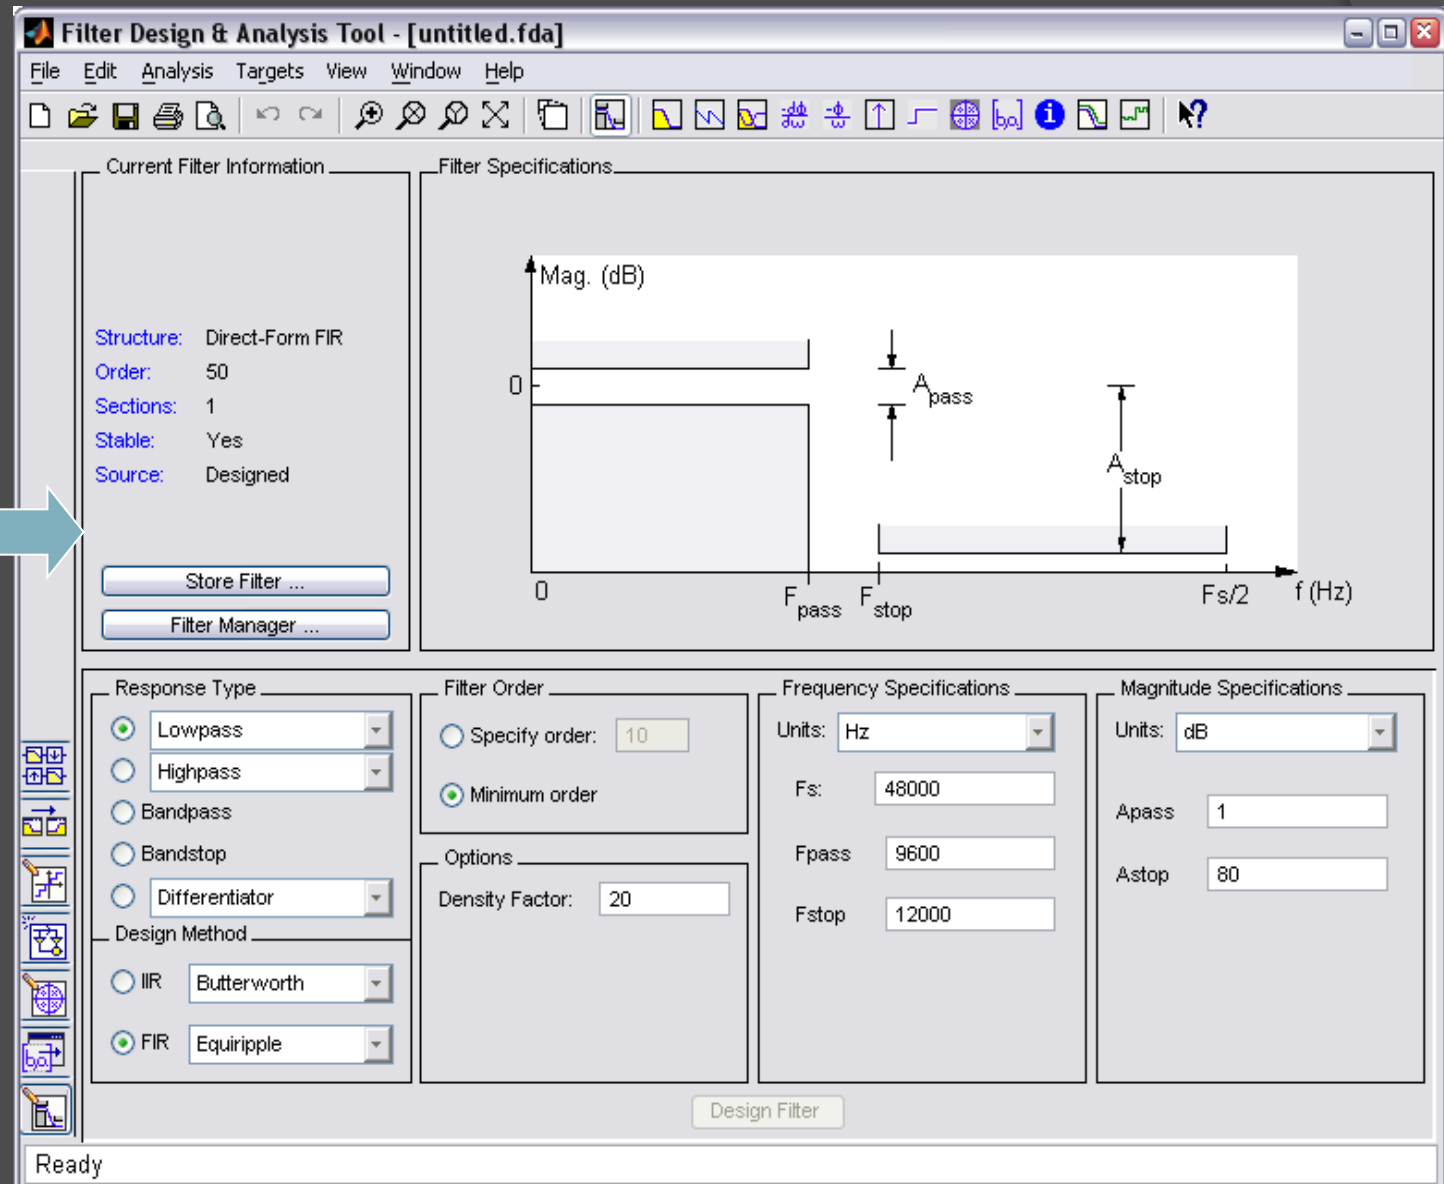 Filter Design & Analysis Tool - [untitled.fda]
File Edit Analysis Targets View Window Help
Current Filter Information
Structure: Direct-Form FIR
Order: 50
Sections: 1
Stable: Yes
Source: Designed
Store Filter ...
Filter Manager ...
Filter Specifications
Mag. (dB)
0
A pass
A stop
0
F pass
F stop
Fs/2
f (Hz)
Response Type
Lowpass
Highpass
Bandpass
Bandstop
Differentiator
Design Method
IIR Butterworth
FIR Equiripple
Filter Order
Specify order: 10
Minimum order
Options
Density Factor: 20
Frequency Specifications
Units: Hz
Fs: 48000
Fpass 9600
Fstop 12000
Magnitude Specifications
Units: dB
Apass 1
Astop 80
Design Filter
Ready